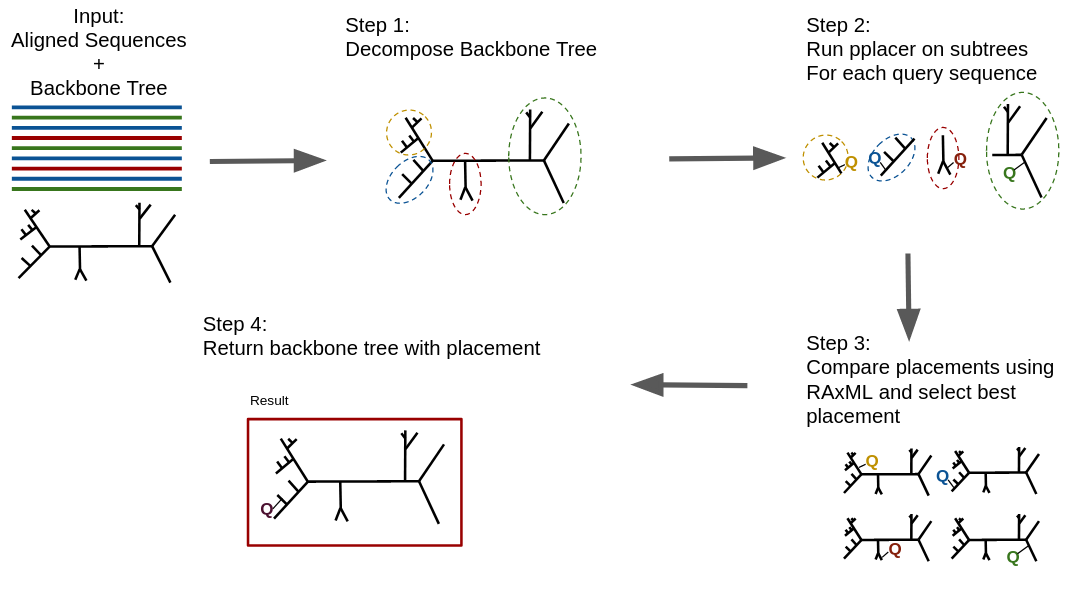 Input:
Aligned Sequences
+
Backbone Tree
Step 1:
Decompose Backbone Tree
Step 2:
Run pplacer on subtrees
For each query sequence
Q
Q
Q
Q
Step 3:
Compare placements using
RAxML and select best
placement
Q
Q
Q
Q
Step 4:
Return backbone tree with placement
Result
Q